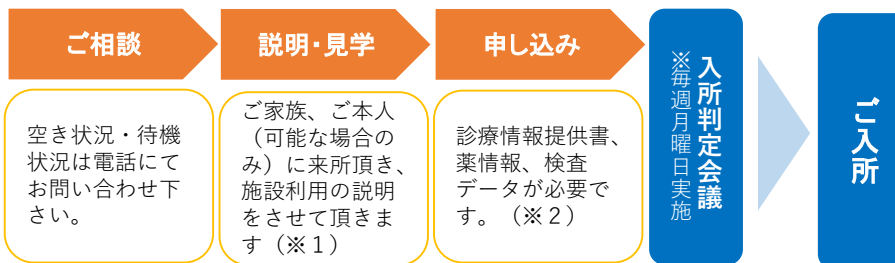 ご相談
空き状況・待機
状況は電話にて
お問い合わせ下
さい。
説明・見学
ご家族、ご本人
（可能な場合の
み）に来所頂き、
施設利用の説明
をさせて頂きま
す（※１）
申し込み
診療情報提供書、
薬情報、検査
データが必要で
す。（※２）
入所判定会議
※毎週月曜日実施
ご入所